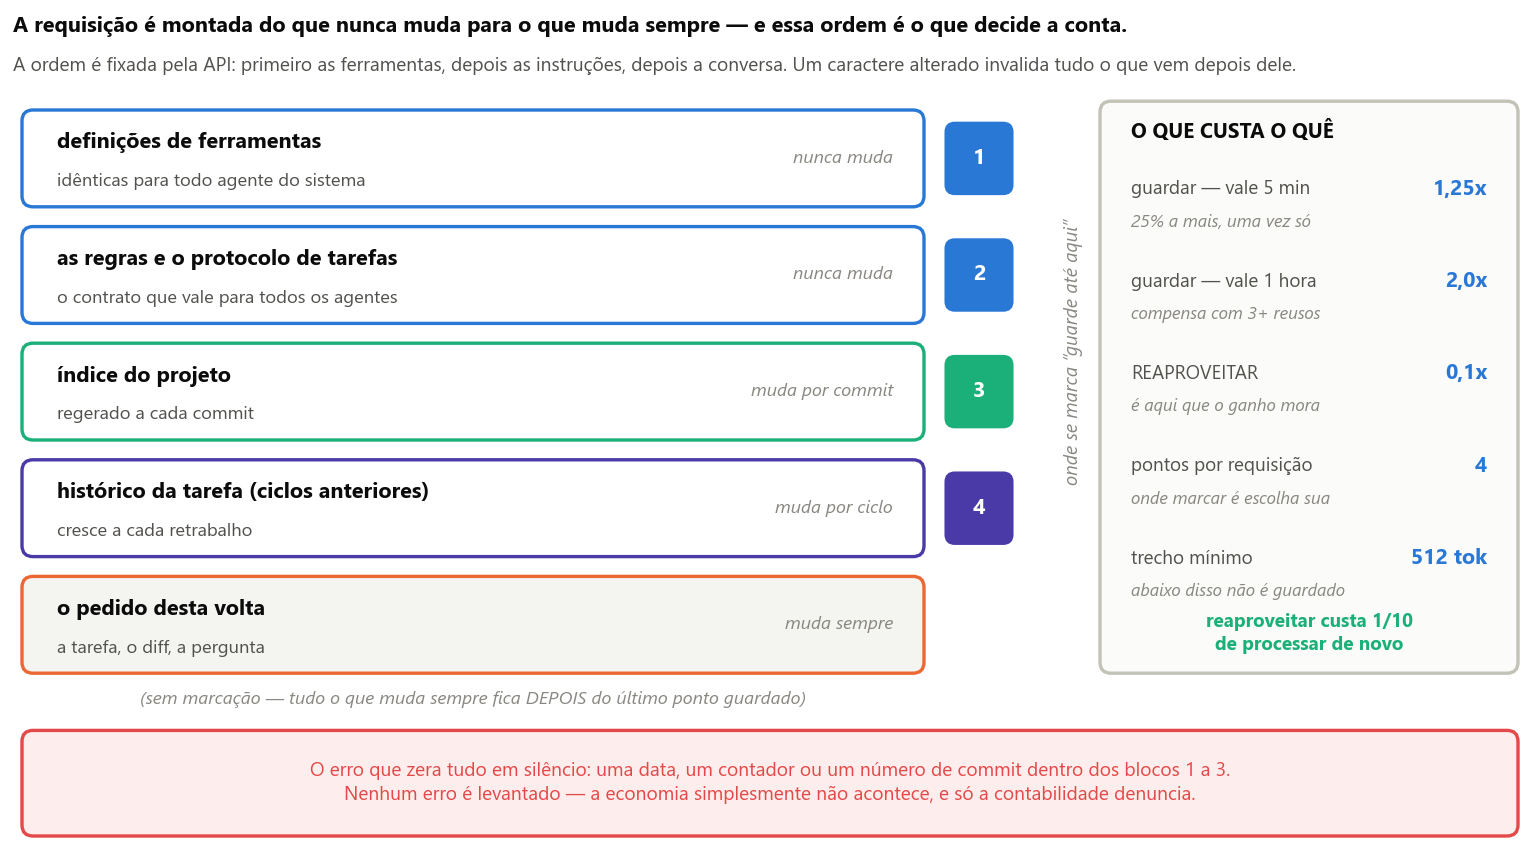 A requisição é montada do que nunca muda para o que muda sempre — e essa ordem é o que decide a conta.
A ordem é fixada pela API: primeiro as ferramentas, depois as instruções, depois a conversa. Um caractere alterado invalida tudo o que vem depois dele.
definições de ferramentas
idênticas para todo agente do sistema
nunca muda
1
as regras e o protocolo de tarefas
o contrato que vale para todos os agentes
nunca muda
2
índice do projeto
regerado a cada commit
muda por commit
3
histórico da tarefa (ciclos anteriores)
cresce a cada retrabalho
muda por ciclo
4
o pedido desta volta
a tarefa, o diff, a pergunta
muda sempre
(sem marcação — tudo o que muda sempre fica DEPOIS do último ponto guardado)
onde se marca "guarde até aqui"
O QUE CUSTA O QUÊ
guardar — vale 5 min
1,25x
25% a mais, uma vez só
guardar — vale 1 hora
2,0x
compensa com 3+ reusos
REAPROVEITAR
0,1x
é aqui que o ganho mora
pontos por requisição
4
onde marcar é escolha sua
trecho mínimo
512 tok
abaixo disso não é guardado
reaproveitar custa 1/10
de processar de novo
O erro que zera tudo em silêncio: uma data, um contador ou um número de commit dentro dos blocos 1 a 3.
Nenhum erro é levantado — a economia simplesmente não acontece, e só a contabilidade denuncia.